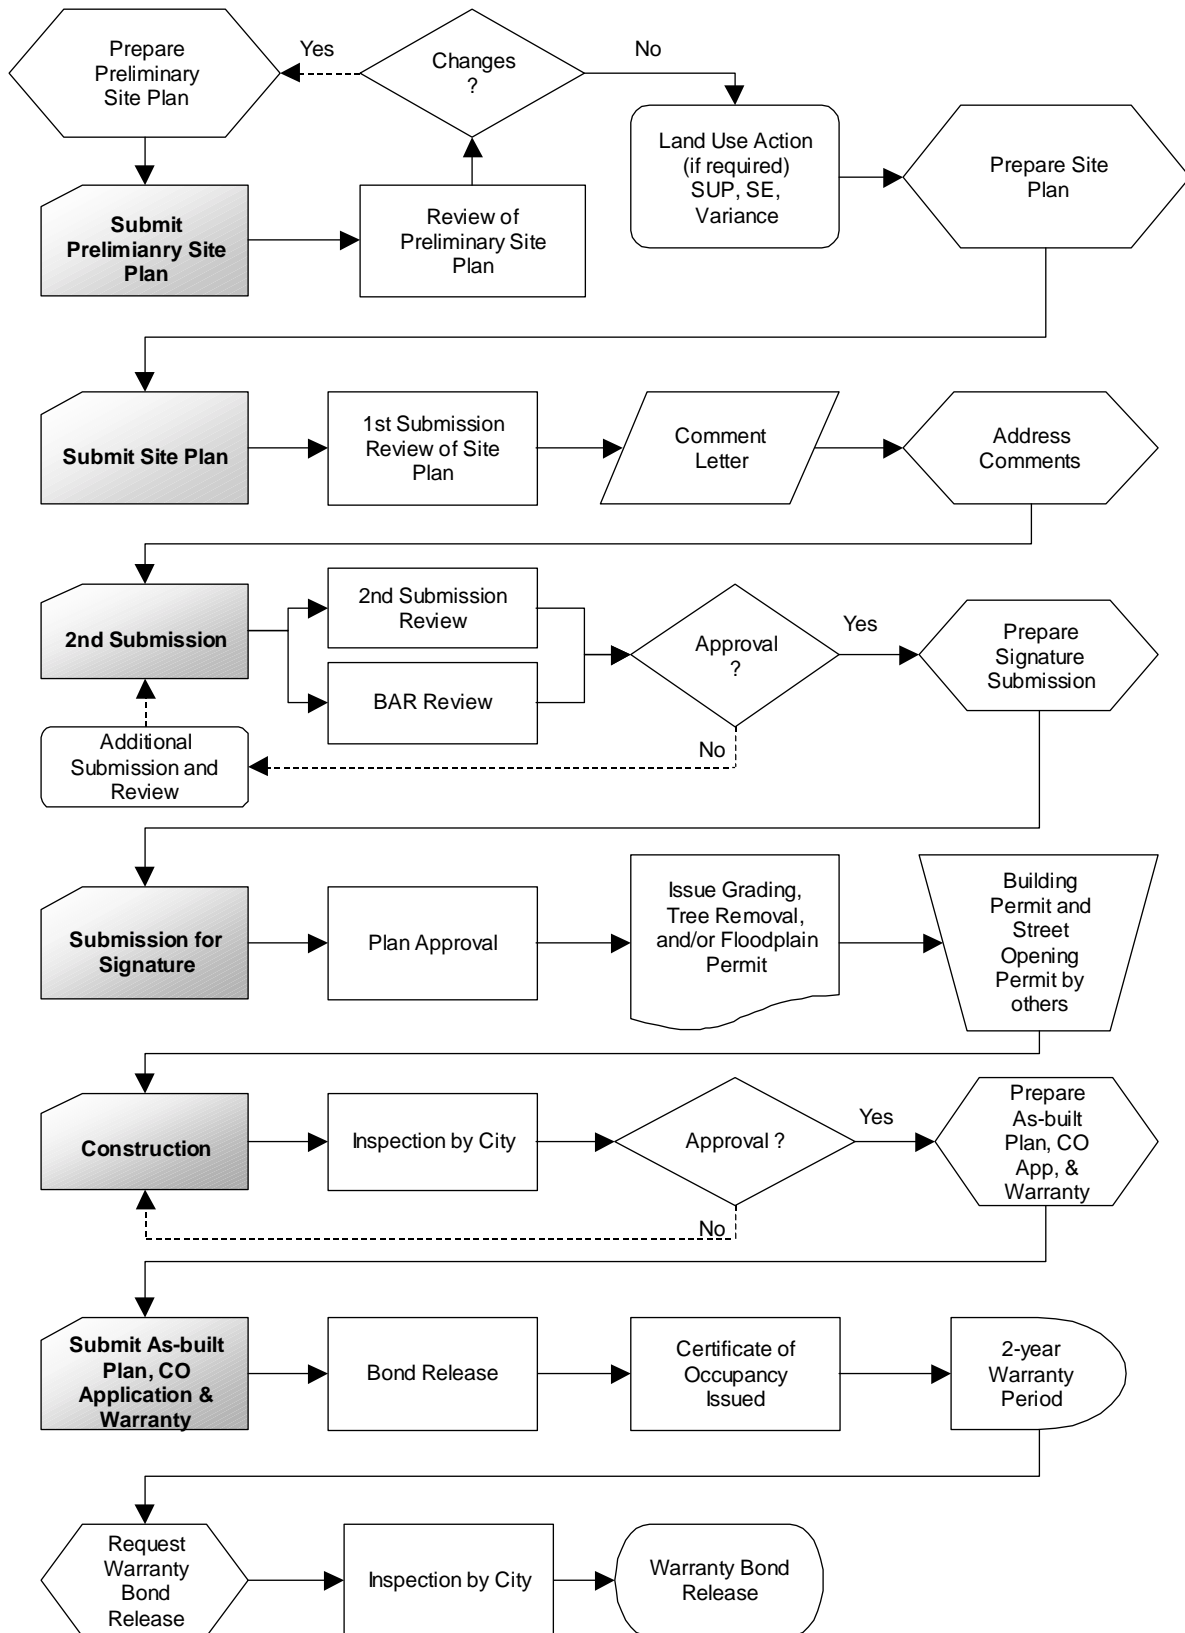 Prepare
Preliminary
Site Plan
Yes
Changes
?
No
Land Use Action
(if required)
SUP, SE,
Variance
Prepare Site
Plan
Submit
Prelimianry Site
Plan
Review of
Preliminary Site
Plan
Submit Site Plan
1st Submission
Review of Site
Plan
Comment
Letter
Address
Comments
2nd Submission
2nd Submission
Review
BAR Review
Approval
?
Yes
No
Prepare
Signature
Submission
Additional
Submission and
Review
Submission for
Signature
Plan Approval
Issue Grading,
Tree Removal,
and/or Floodplain
Permit
Building
Permit and
Street
Opening
Permit by
others
Construction
Inspection by City
Approval ?
Yes
No
Prepare
As-built
Plan, CO
App, &
Warranty
Submit As-built
Plan, CO
Application &
Warranty
Bond Release
Certificate of
Occupancy
Issued
2-year
Warranty
Period
Request
Warranty
Bond
Release
Inspection by City
Warranty Bond
Release